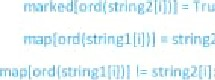 marked[ord(string2[i])] = Tru
map[ord(string1[i])] = string2
map[ord(string1[i])] != string2[i]: